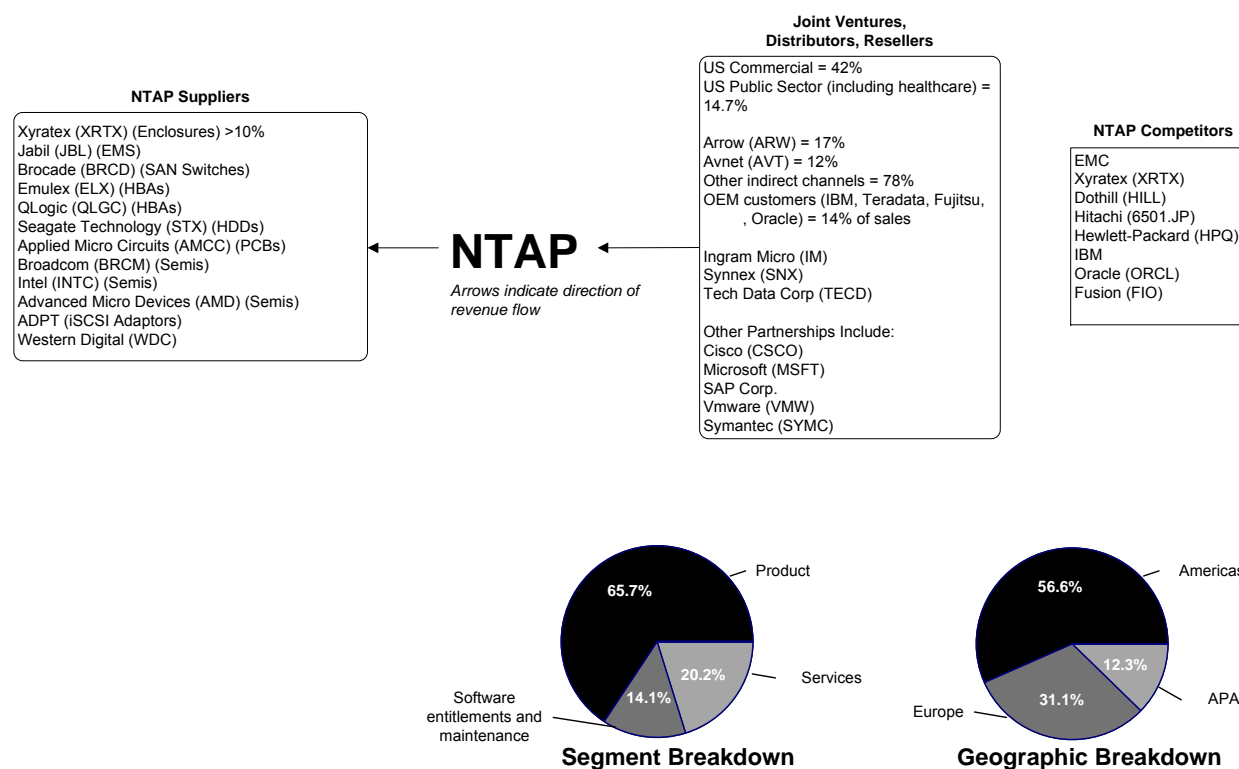 NTAP Suppliers
Xyratex (XRTX) (Enclosures) >10%
Jabil (JBL) (EMS)
Brocade (BRCD) (SAN Switches)
Emulex (ELX) (HBAs)
QLogic (QLGC) (HBAs)
Seagate Technology (STX) (HDDs)
Applied Micro Circuits (AMCC) (PCBs)
Broadcom (BRCM) (Semis)
Intel (INTC) (Semis)
Advanced Micro Devices (AMD) (Semis)
ADPT (iSCSI Adaptors)
Western Digital (WDC)
NTAP
Arrows indicate direction of
revenue flow
Joint Ventures,
Distributors, Resellers
US Commercial = 42%
US Public Sector (including healthcare) =
14.7%
Arrow (ARW) = 17%
Avnet (AVT) = 12%
Other indirect channels = 78%
OEM customers (IBM, Teradata, Fujitsu,
, Oracle) = 14% of sales
Ingram Micro (IM)
Synnex (SNX)
Tech Data Corp (TECD)
Other Partnerships Include:
Cisco (CSCO)
Microsoft (MSFT)
SAP Corp.
Vmware (VMW)
Symantec (SYMC)
NTAP Competitors
EMC
Xyratex (XRTX)
Dothill (HILL)
Hitachi (6501.JP)
Hewlett-Packard (HPQ)
IBM
Oracle (ORCL)
Fusion (FIO)
65.7%
Product
20.2%
Services
14.1%
Software
entitlements and
maintenance
Segment Breakdown
56.6%
Americas
12.3%
APA
31.1%
Europe
Geographic Breakdown